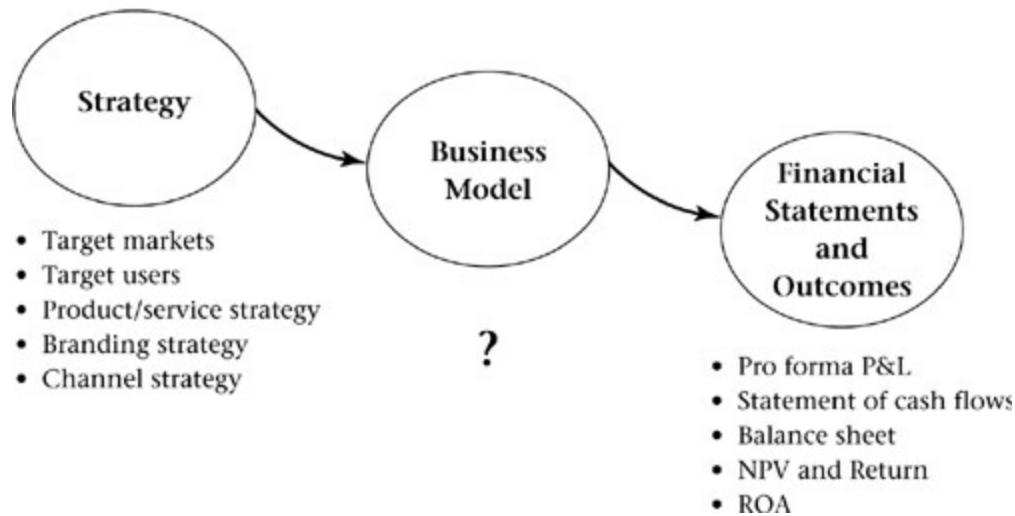 Strategy
• Target markets
• Target users
• Product/service strategy
• Branding strategy
• Channel strategy
Business
Model
?
Financial
Statements
and
Outcomes
• Pro forma P&L
• Statement of cash flows
• Balance sheet
• NPV and Return
• ROA